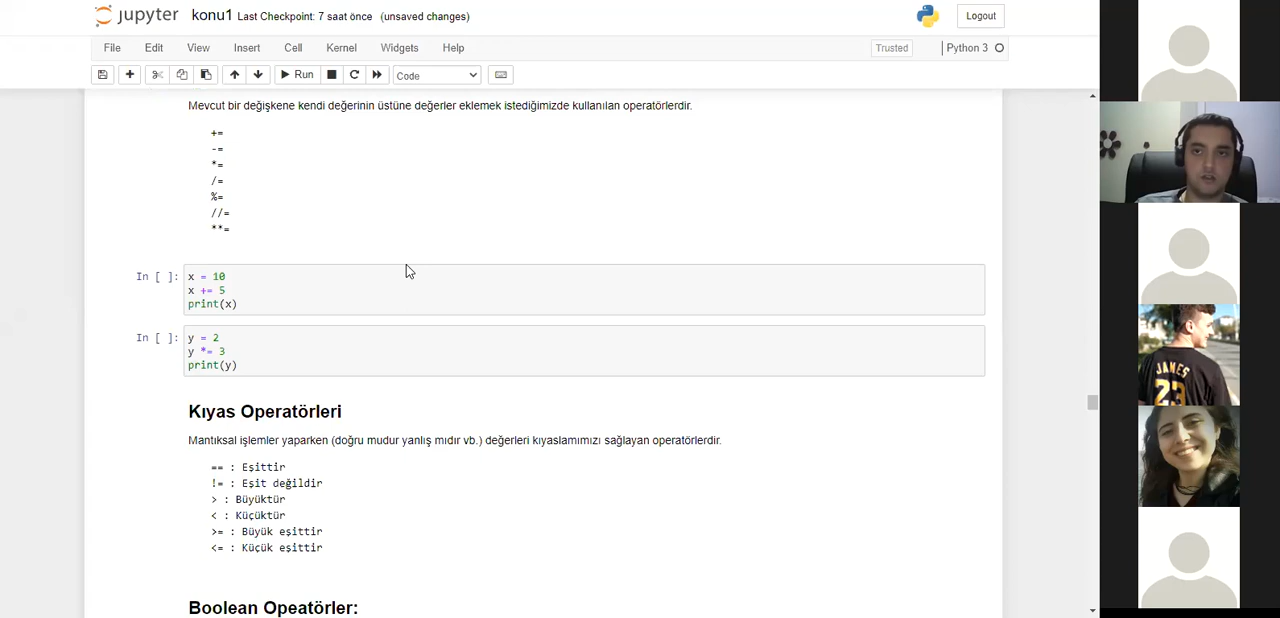 jupyter konu1 Last Checkpoint: 7 saat önce (unsaved changes) Logout
File Edit View Insert Cell Kernel Widgets Help Trusted Python 3
Run Code
Mevcut bir değişkene kendi değerinin üstüne değerler eklemek istediğimizde kullanılan operatörlerdir.
+=
-=
*=
/=
%=
//=
**=
In [ ]: x = 10
x += 5
print(x)
In [ ]: y = 2
y *= 3
print(y)
Kıyas Operatörleri
Mantıksal işlemler yaparken (doğru mudur yanlış mıdır vb.) değerleri kıyaslamımızı sağlayan operatörlerdir.
== : Eşittir
!= : Eşit değildir
> : Büyüktür
< : Küçüktür
>= : Büyük eşittir
<= : Küçük eşittir
Boolean Opeatörler:
JAMES
23